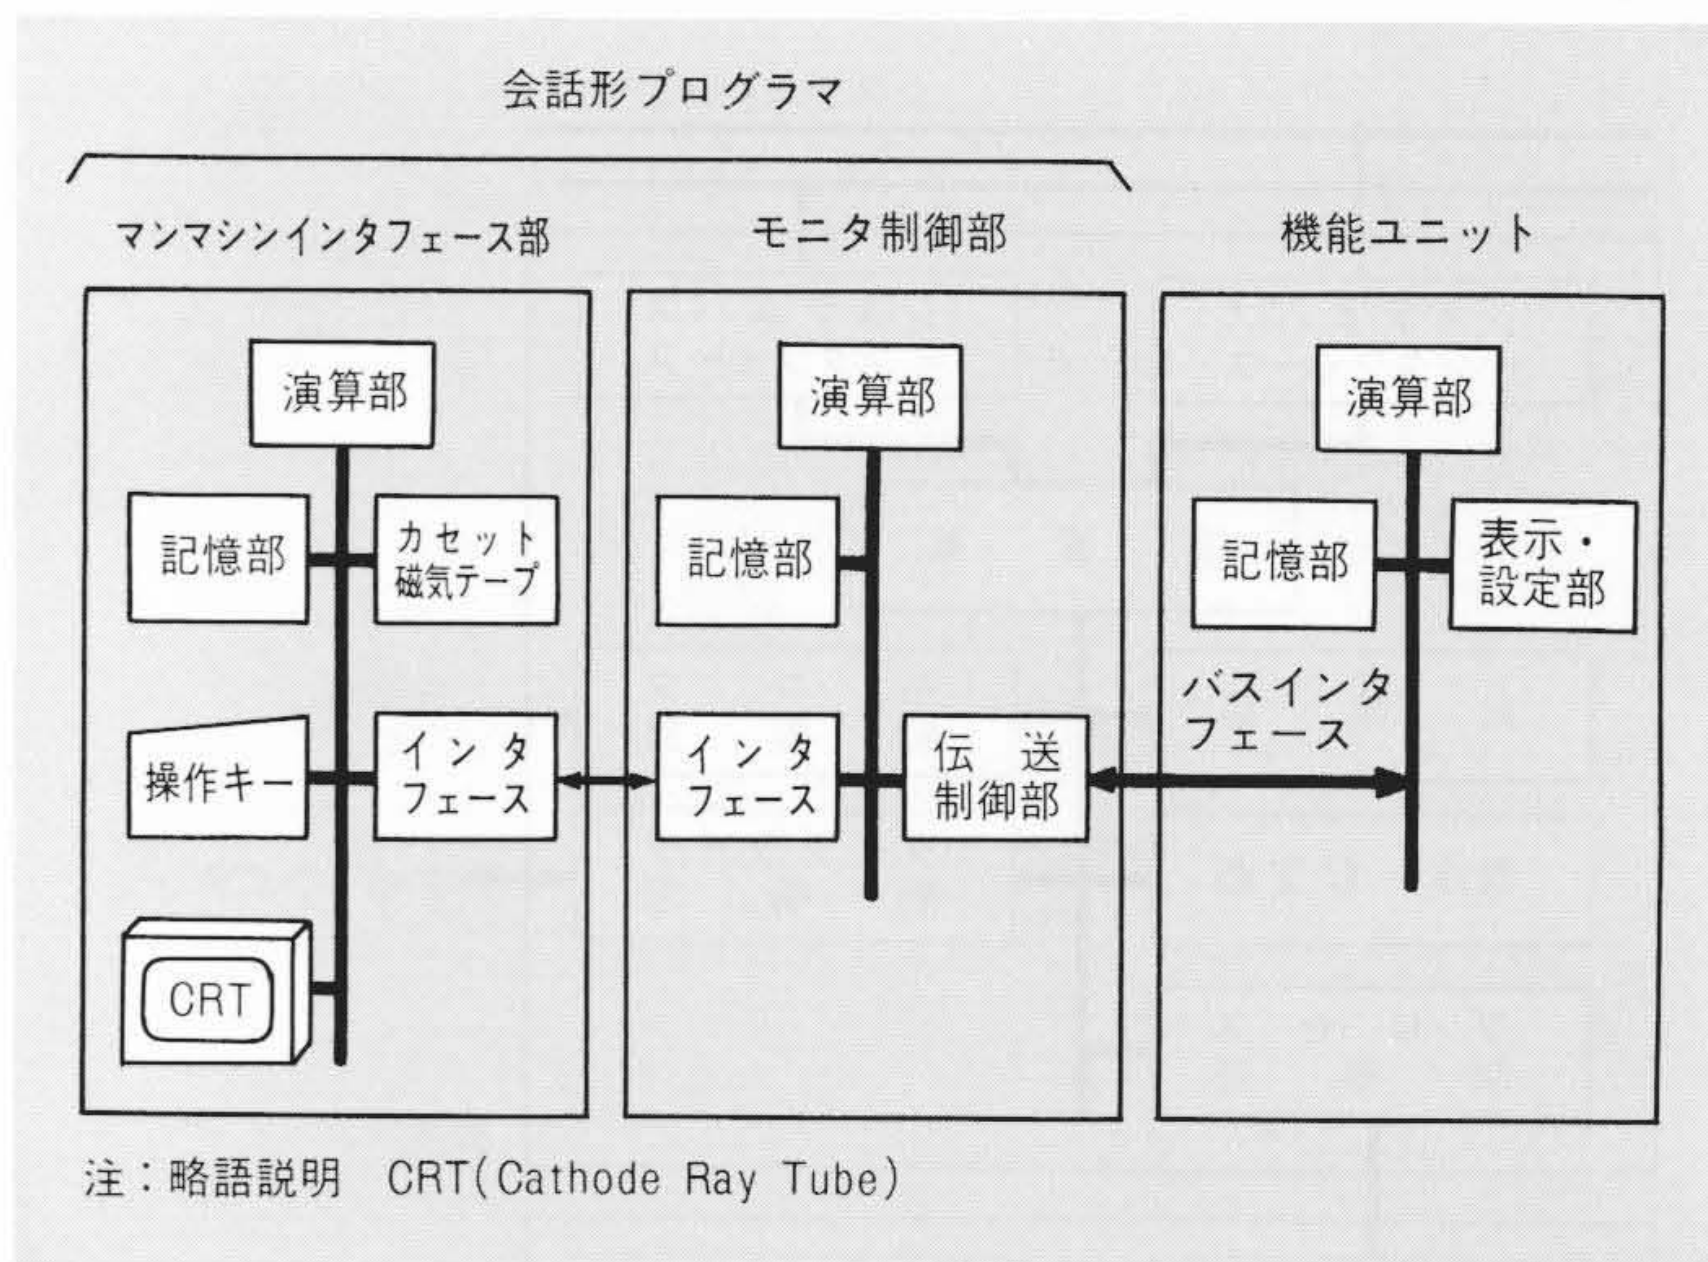 会話形プログラマ
マンマシンインタフェース部
モニタ制御部
機能ユニット
演算部
記憶部
カセット
磁気テープ
操作キー
インタ
フェース
CRT
演算部
記憶部
インタ
フェース
伝送
制御部
演算部
記憶部
表示・
設定部
バスインタ
フェース
注：略語説明 CRT(Cathode Ray Tube)